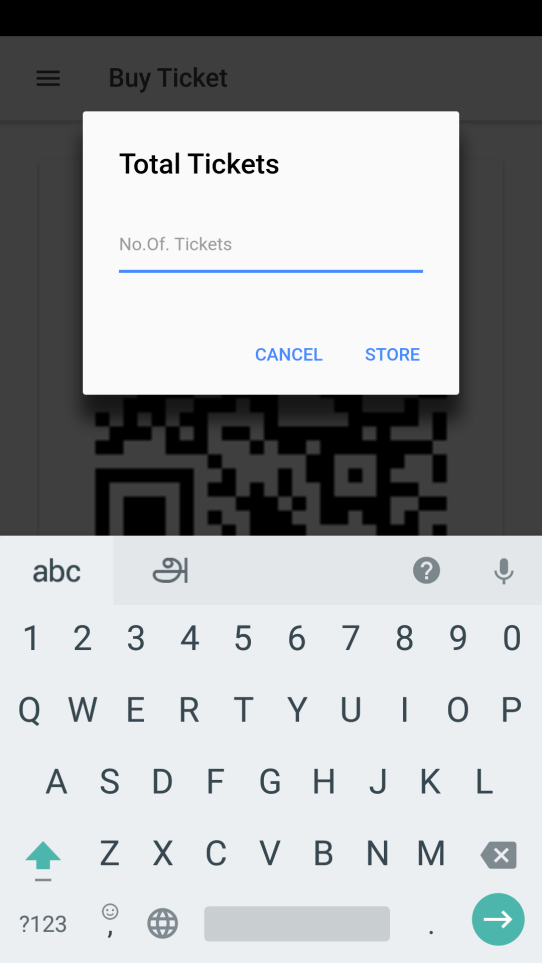 Buy Ticket
Total Tickets
No.Of. Tickets
CANCEL STORE
abc அ
1 2 3 4 5 6 7 8 9 0
Q W E R T Y U I O P
A S D F G H J K L
Z X C V B N M
?123 , .